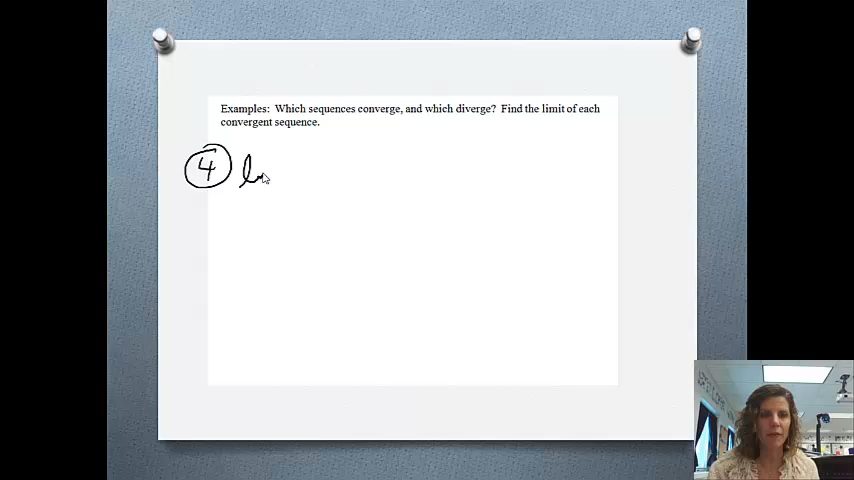 Examples: Which sequences converge, and which diverge? Find the limit of each
convergent sequence.
4